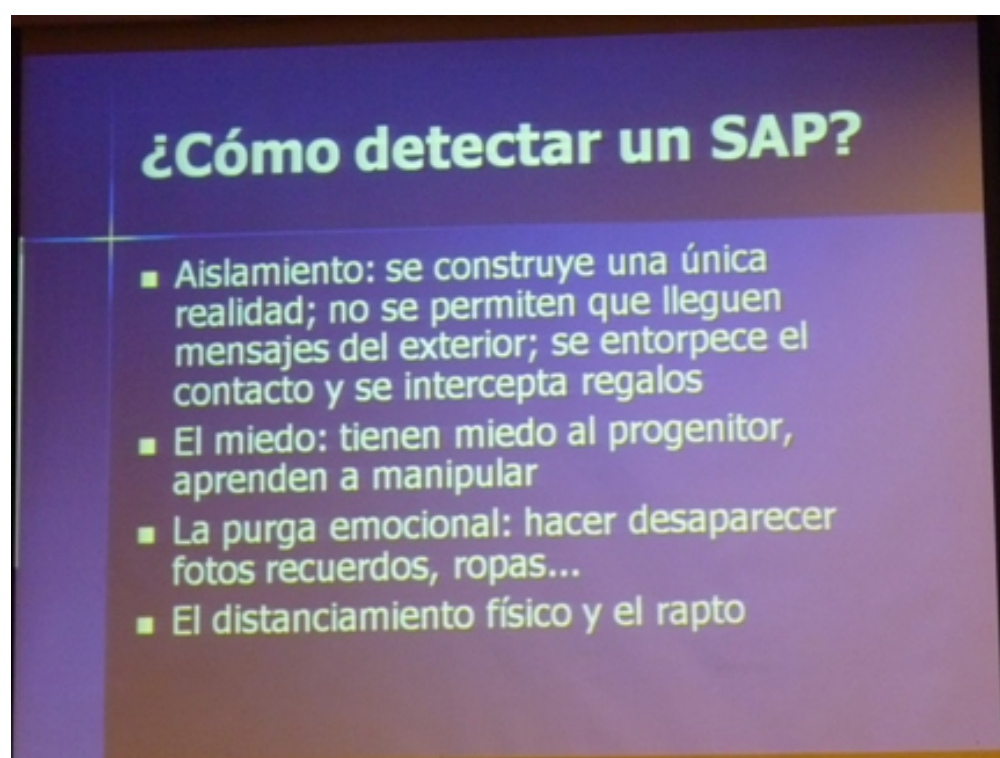 ¿Cómo detectar un SAP?
■ Aislamiento: se construye una única
realidad; no se permiten que lleguen
mensajes del exterior; se entorpece el
contacto y se intercepta regalos
■ El miedo: tienen miedo al progenitor,
aprenden a manipular
■ La purga emocional: hacer desaparecer
fotos recuerdos, ropas...
■ El distanciamiento físico y el rapto